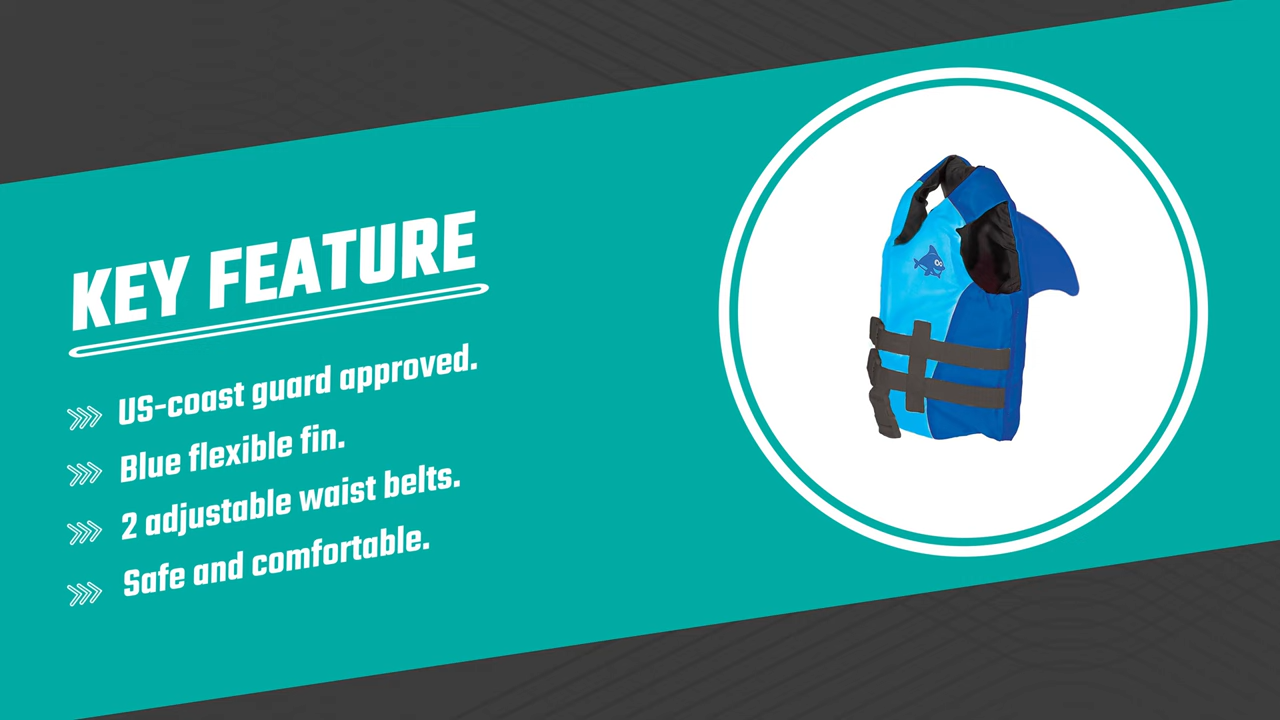 KEY FEATURE
US-coast guard approved.
Blue flexible fin.
2 adjustable waist belts.
Safe and comfortable.